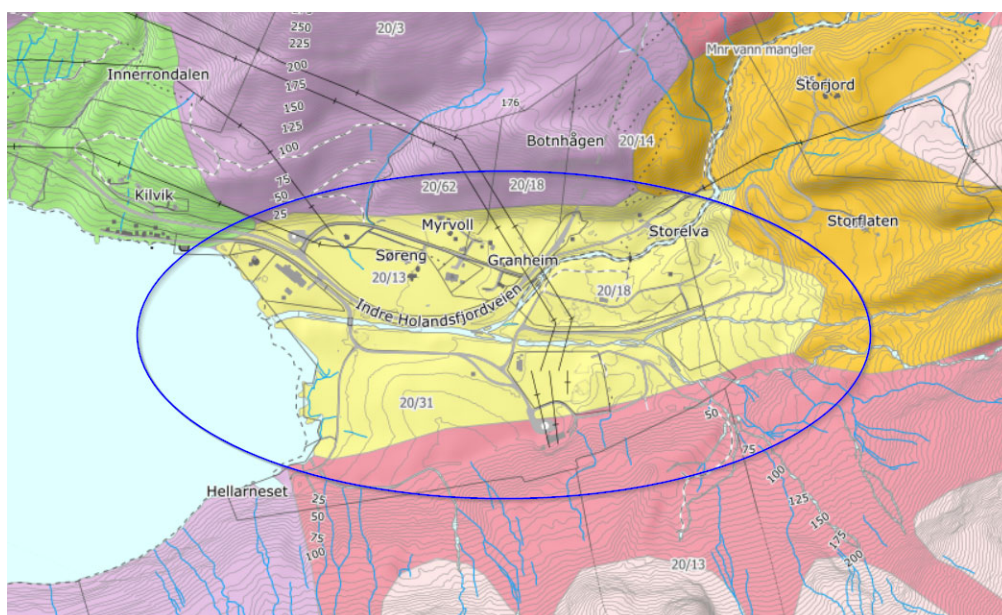 250
225
200
175
150
125
100
75
50
25
20/3
Mnr vann mangler
Innerrondalen
Storjord
176
Botnhågen
20/14
Kilvik
20/62
20/18
Myrvoll
Storelva
Storflaten
Søreng
Granheim
20/13
20/18
Indre Holandsfjordveien
20/31
50
75
100
125
150
175
200
Hellarneset
25
50
75
100
20/13